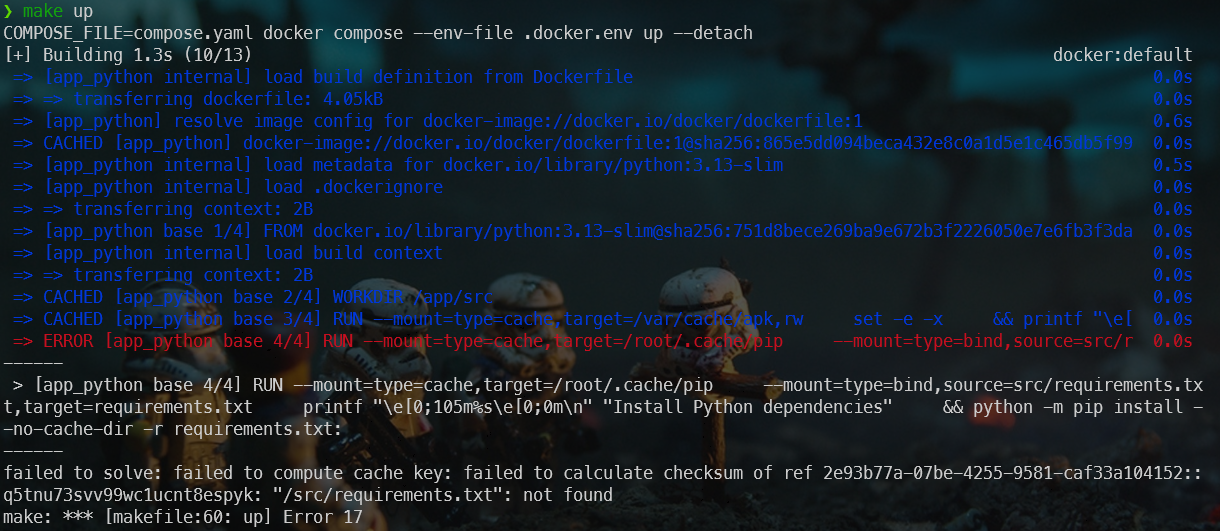 ❯ make up
COMPOSE_FILE=compose.yaml docker compose --env-file .docker.env up --detach
[+] Building 1.3s (10/13) docker:default
=> [app_python internal] load build definition from Dockerfile 0.0s
=> => transferring dockerfile: 4.05kB 0.0s
=> [app_python] resolve image config for docker-image://docker.io/docker/dockerfile:1 0.6s
=> CACHED [app_python] docker-image://docker.io/docker/dockerfile:1@sha256:865e5dd094beca432e8c0a1d5e1c465db5f99 0.0s
=> [app_python internal] load metadata for docker.io/library/python:3.13-slim 0.5s
=> [app_python internal] load .dockerignore 0.0s
=> => transferring context: 2B 0.0s
=> [app_python base 1/4] FROM docker.io/library/python:3.13-slim@sha256:751d8bece269ba9e672b3f2226050e7e6fb3f3da 0.0s
=> [app_python internal] load build context 0.0s
=> => transferring context: 2B 0.0s
=> CACHED [app_python base 2/4] WORKDIR /app/src 0.0s
=> CACHED [app_python base 3/4] RUN --mount=type=cache,target=/var/cache/apk,rw     set -e -x     && printf "\e[ 0.0s
=> ERROR [app_python base 4/4] RUN --mount=type=cache,target=/root/.cache/pip     --mount=type=bind,source=src/r 0.0s
------
> [app_python base 4/4] RUN --mount=type=cache,target=/root/.cache/pip     --mount=type=bind,source=src/requirements.tx
t,target=requirements.txt     printf "\e[0;105m%s\e[0;0m\n" "Install Python dependencies"     && python -m pip install -
-no-cache-dir -r requirements.txt:
------
failed to solve: failed to compute cache key: failed to calculate checksum of ref 2e93b77a-07be-4255-9581-caf33a104152::
q5tnu73svv99wc1ucnt8espyk: "/src/requirements.txt": not found
make: *** [makefile:60: up] Error 17